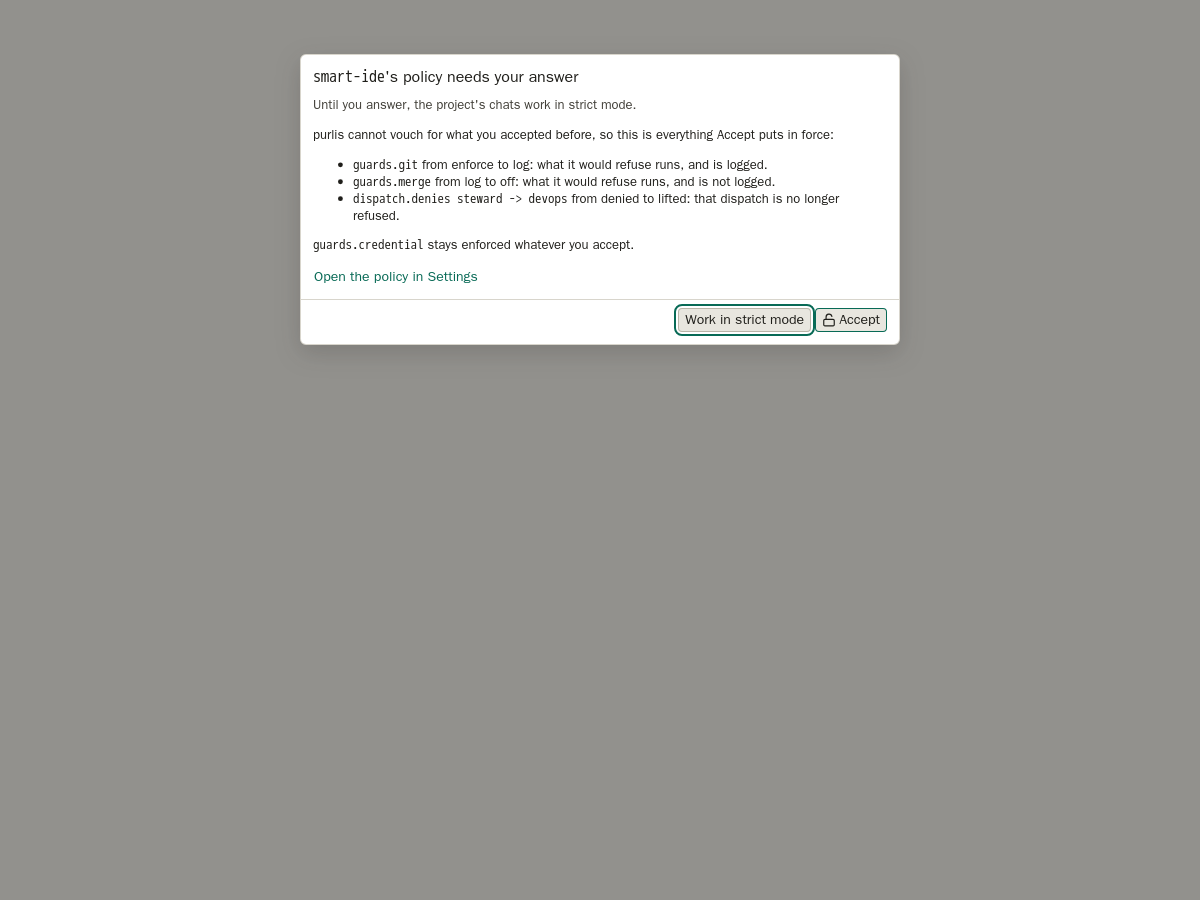 smart-ide's policy needs your answer
Until you answer, the project's chats work in strict mode.
purlis cannot vouch for what you accepted before, so this is everything Accept puts in force:
• guards.git from enforce to log: what it would refuse runs, and is logged.
• guards.merge from log to off: what it would refuse runs, and is not logged.
• dispatch.denies steward -> devops from denied to lifted: that dispatch is no longer
refused.
guards.credential stays enforced whatever you accept.
Open the policy in Settings
Work in strict mode
Accept